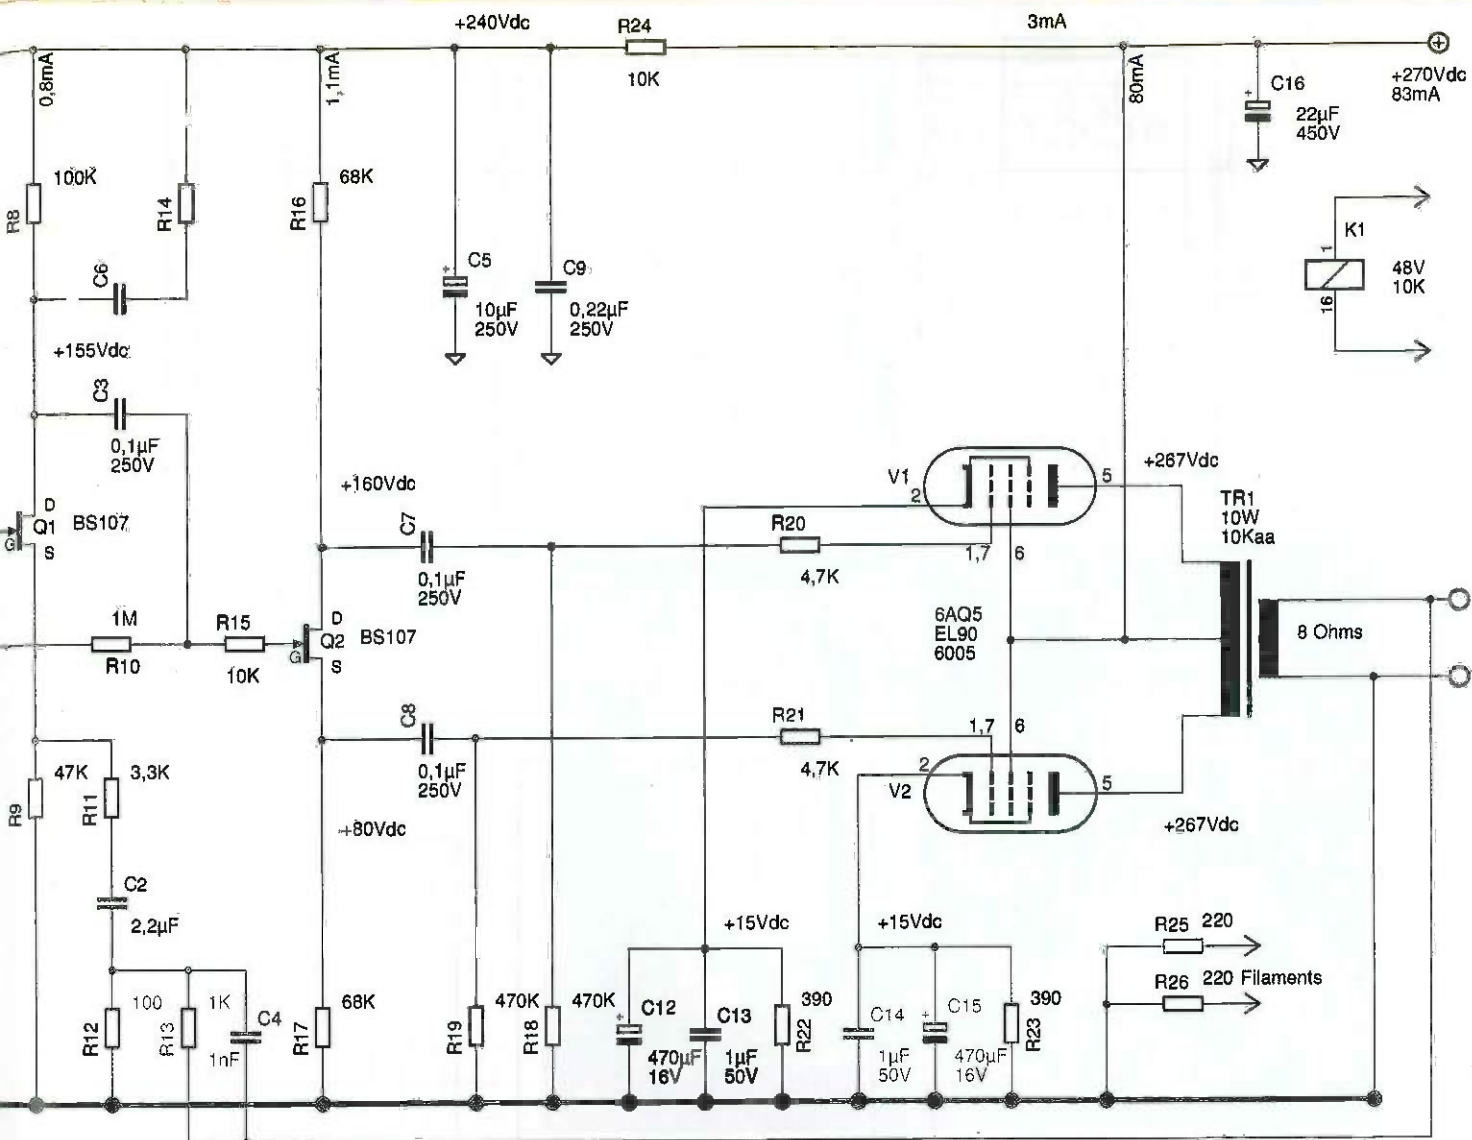 +240Vdc
R24
3mA
0,8mA
1,1mA
10K
80mA
C16
+270Vdc
83mA
22µF
450V
100K
68K
R8
R14
R16
K1
1
48V
10K
16
C6
C5
10µF
250V
C9
0,22µF
250V
+155Vdc
C3
0,1µF
250V
+160Vdc
V1
2
5
+267Vdc
TR1
10W
10Kaa
D
Q1
G
S
BS107
C7
0,1µF
250V
R20
4,7K
1,7
6
1M
R10
R15
10K
D
Q2
G
S
BS107
6AQ5
EL90
6005
8 Ohms
C8
0,1µF
250V
R21
4,7K
1,7
6
2
V2
5
+267Vdc
47K
3,3K
R9
R11
+80Vdc
C2
2,2µF
+15Vdc
+15Vdc
R25
220
R26
220 Filaments
100
R12
1K
R13
C4
1nF
68K
R17
R19
470K
R18
470K
C12
470µF
16V
C13
1µF
50V
390
R22
C14
1µF
50V
C15
470µF
16V
390
R23